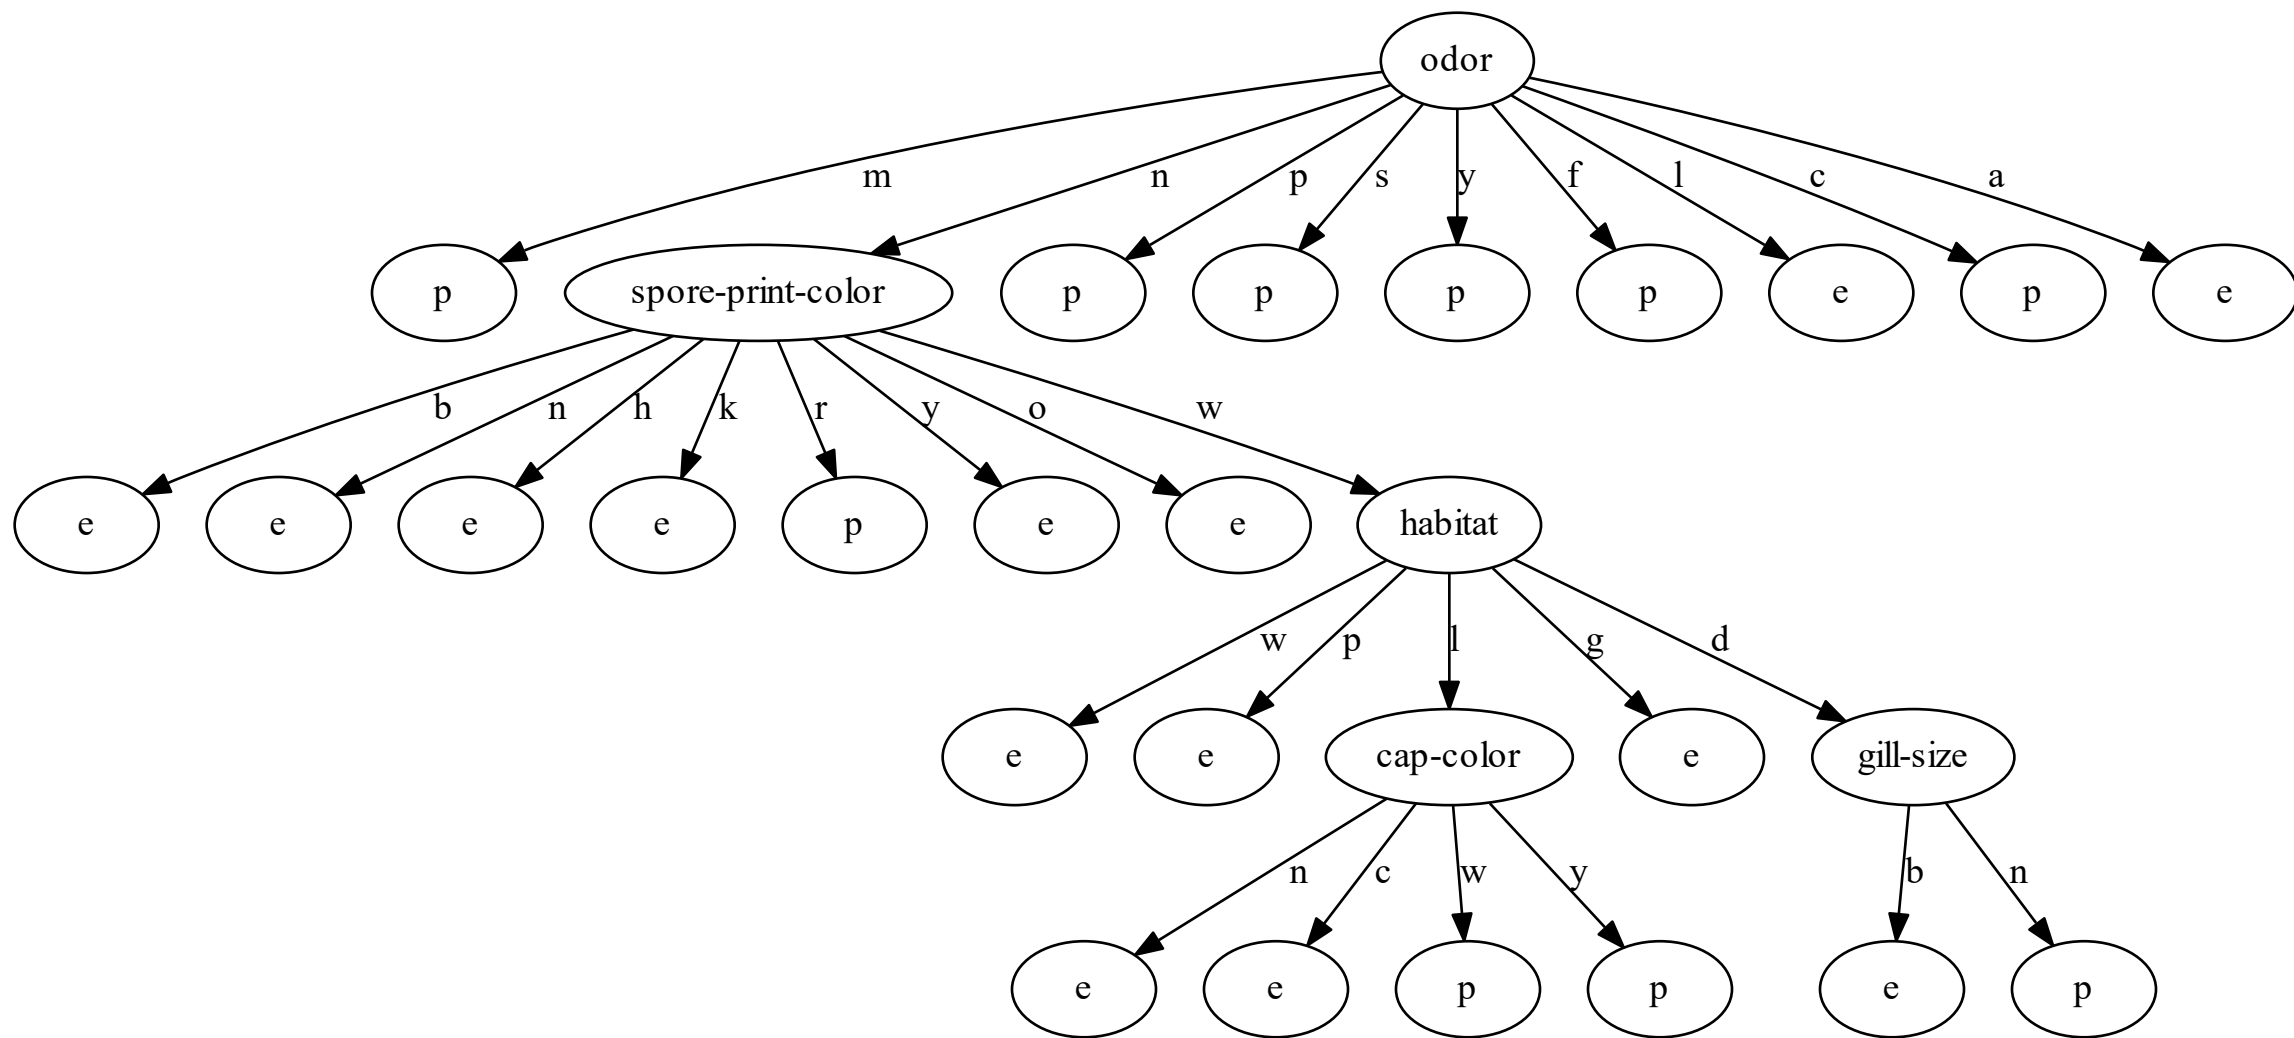 odor
m n p s y f l c a
p spore-print-color p p p p e p e
b n h k r y o w
e e e e p e e habitat
w p l g d
e e cap-color e gill-size
n c w y b n
e e p p e p